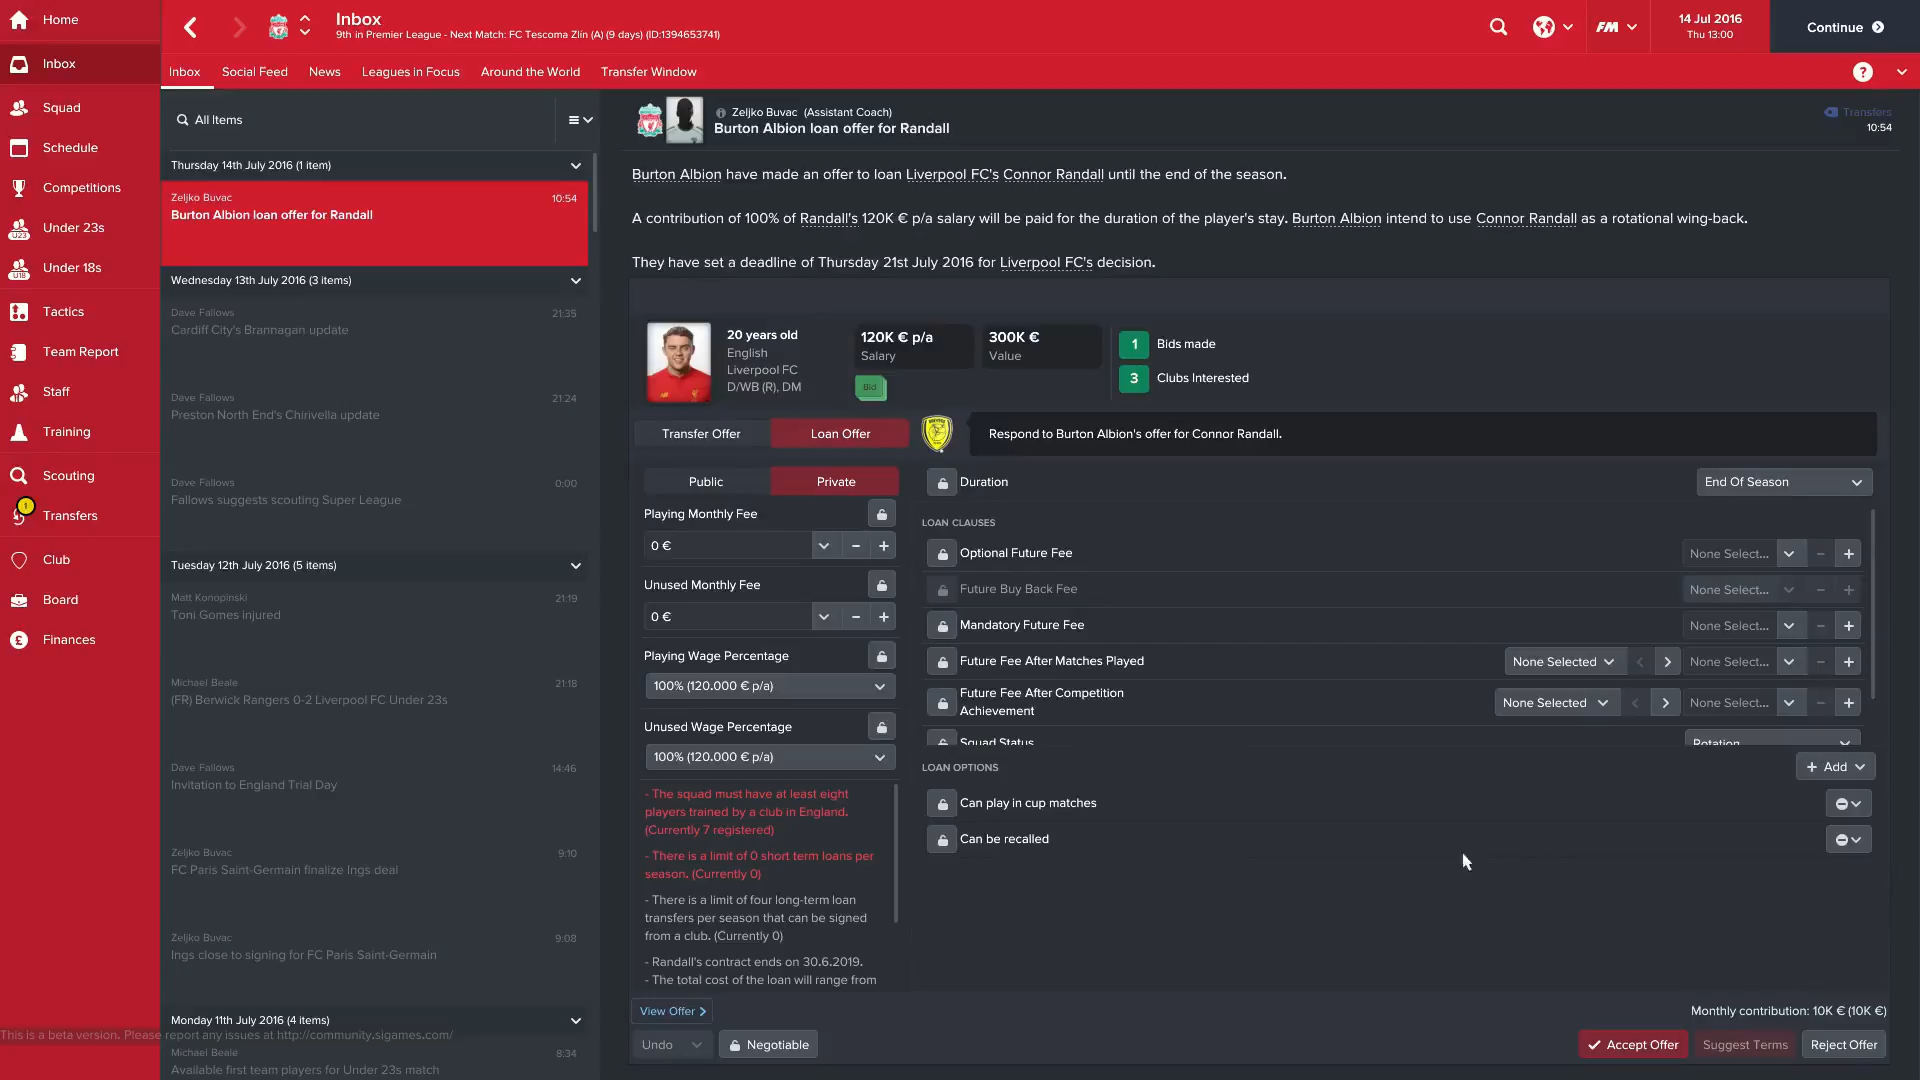 Home
Inbox
Squad
Schedule
Competitions
U23
Under 23s
U18
Under 18s
Tactics
Team Report
Staff
Training
Scouting
1
Transfers
Club
Board
Finances
Inbox
9th in Premier League - Next Match: FC Tescoma Zlín (A) (9 days) (ID:1394653741)
FM
14 Jul 2016
Thu 13:00
Continue
Inbox
Social Feed
News
Leagues in Focus
Around the World
Transfer Window
?
All Items
Thursday 14th July 2016 (1 item)
Zeljko Buvac 10:54
Burton Albion loan offer for Randall
Wednesday 13th July 2016 (3 items)
Dave Fallows 21:35
Cardiff City's Brannagan update
Dave Fallows 21:24
Preston North End's Chirivella update
Dave Fallows 0:00
Fallows suggests scouting Super League
Tuesday 12th July 2016 (5 items)
Matt Konopinski 21:19
Toni Gomes injured
Michael Beale 21:18
(FR) Berwick Rangers 0-2 Liverpool FC Under 23s
Dave Fallows 14:46
Invitation to England Trial Day
Zeljko Buvac 9:10
FC Paris Saint-Germain finalize Ings deal
Zeljko Buvac 9:08
Ings close to signing for FC Paris Saint-Germain
Monday 11th July 2016 (4 items)
This is a beta version. Please report any issues at http://community.sigames.com/
Michael Beale 8:34
Available first team players for Under 23s match
Zeljko Buvac (Assistant Coach)
Burton Albion loan offer for Randall
Transfers
10:54
Burton Albion have made an offer to loan Liverpool FC's Connor Randall until the end of the season.
A contribution of 100% of Randall's 120K € p/a salary will be paid for the duration of the player's stay. Burton Albion intend to use Connor Randall as a rotational wing-back.
They have set a deadline of Thursday 21st July 2016 for Liverpool FC's decision.
20 years old
English
Liverpool FC
D/WB (R), DM
120K € p/a
Salary
Bid
300K €
Value
1 Bids made
3 Clubs Interested
Transfer Offer
Loan Offer
Respond to Burton Albion's offer for Connor Randall.
Public
Private
Playing Monthly Fee
0 €
Unused Monthly Fee
0 €
Playing Wage Percentage
100% (120.000 € p/a)
Unused Wage Percentage
100% (120.000 € p/a)
- The squad must have at least eight
players trained by a club in England.
(Currently 7 registered)
- There is a limit of 0 short term loans per
season. (Currently 0)
- There is a limit of four long-term loan
transfers per season that can be signed
from a club. (Currently 0)
- Randall's contract ends on 30.6.2019.
- The total cost of the loan will range from
Duration End Of Season
LOAN CLAUSES
Optional Future Fee None Select...
Future Buy Back Fee None Select...
Mandatory Future Fee None Select...
Future Fee After Matches Played None Selected None Select...
Future Fee After Competition
Achievement None Selected None Select...
Squad Status Rotation
LOAN OPTIONS
Add
Can play in cup matches
Can be recalled
View Offer
Monthly contribution: 10K € (10K €)
Undo
Negotiable
Accept Offer
Suggest Terms
Reject Offer